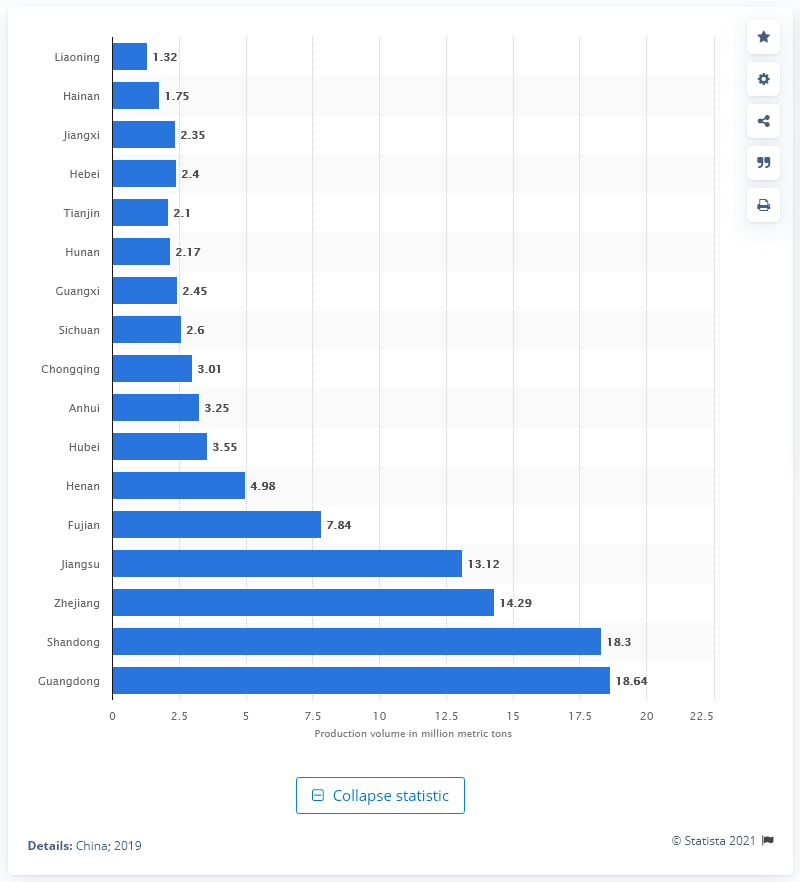 Liaoning 1.32
Hainan 1.75
Jiangxi 2.35
Hebei 2.4
Tianjin 2.1
Hunan 2.17
Guangxi 2.45
Sichuan 2.6
Chongqing 3.01
Anhui 3.25
Hubei 3.55
Henan 4.98
Fujian 7.84
Jiangsu 13.12
Zhejiang 14.29
Shandong 18.3
Guangdong 18.64
0 2.5 5 7.5 10 12.5 15 17.5 20 22.5
Production volume in million metric tons
Collapse statistic
Details: China; 2019
© Statista 2021